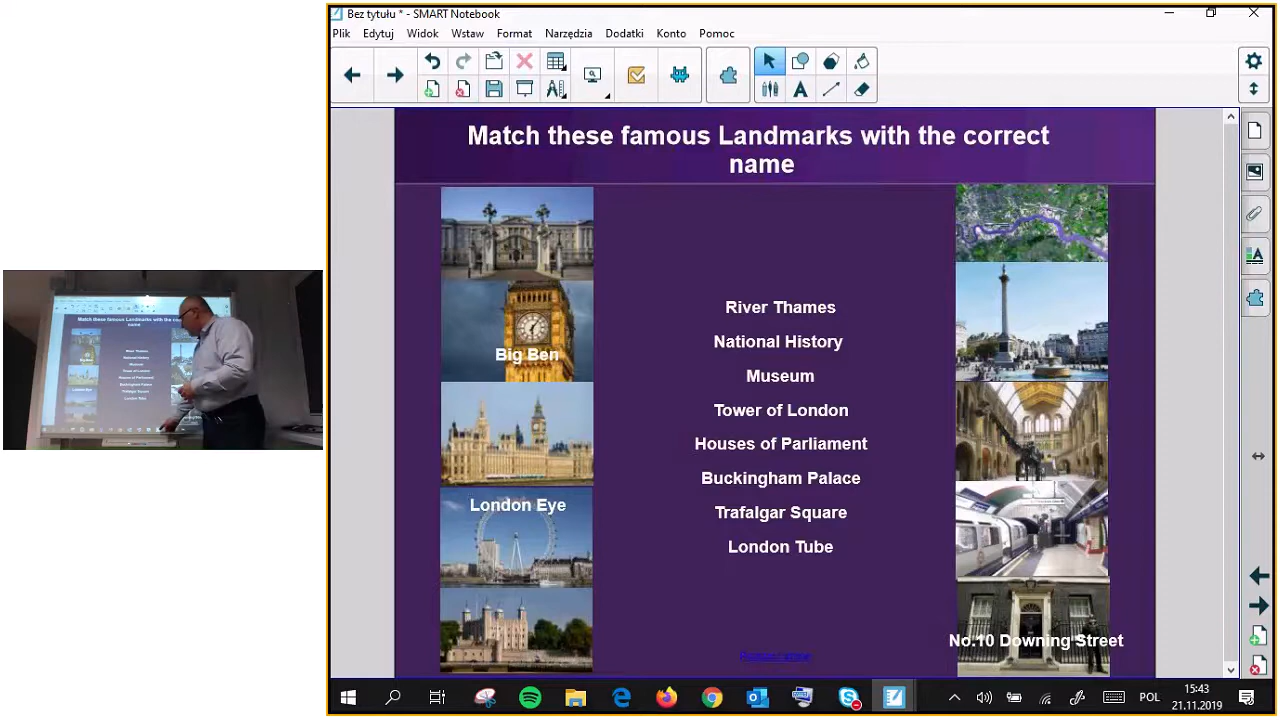 Bez tytułu * - SMART Notebook
Plik Edytuj Widok Wstaw Format Narzędzia Dodatki Konto Pomoc
Match these famous Landmarks with the correct
name
River Thames
Big Ben
National History
Museum
Tower of London
Houses of Parliament
Buckingham Palace
London Eye
Trafalgar Square
London Tube
No.10 Downing Street
POL
15:43
21.11.2019